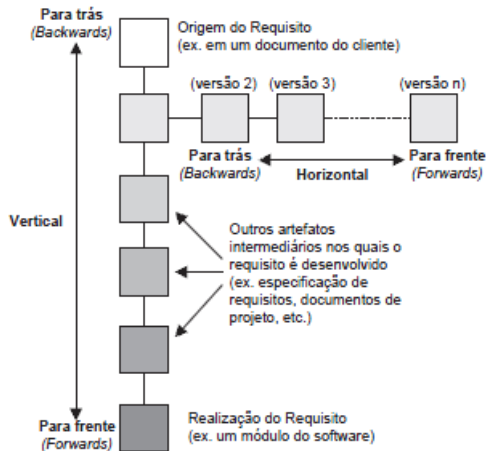 Para trás
(Backwards)
Origem do Requisito
(ex. em um documento do cliente)
(versão 2)
(versão 3)
(versão n)
Para trás
(Backwards)
Horizontal
Para frente
(Forwards)
Vertical
Outros artefatos
intermediários nos quais o
requisito é desenvolvido
(ex. especificação de
requisitos, documentos de
projeto, etc.)
Para frente
(Forwards)
Realização do Requisito
(ex. um módulo do software)